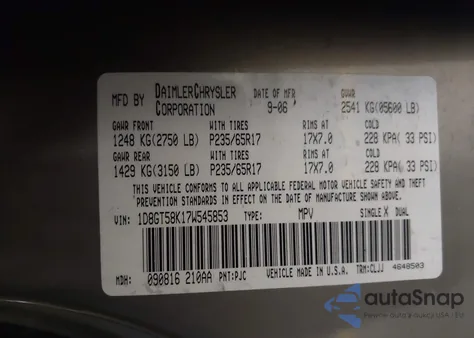 MFD BY DAIMLERCHRYSLER CORPORATION DATE OF MFR 9-06 GVWR 2541 KG(05600 LB)
GAWR FRONT WITH TIRES RIMS AT COLD
1248 KG(2750 LB) P235/65R17 17X7.0 228 KPA( 33 PSI)
GAWR REAR WITH TIRES RIMS AT COLD
1429 KG(3150 LB) P235/65R17 17X7.0 228 KPA( 33 PSI)
THIS VEHICLE CONFORMS TO ALL APPLICABLE FEDERAL MOTOR VEHICLE SAFETY AND THEFT
PREVENTION STANDARDS IN EFFECT ON THE DATE OF MANUFACTURE SHOWN ABOVE.
VIN: 1D8GT58K17W545853 TYPE: MPV SINGLE X DUAL
MDH: 090816 210AA PNT:PJC VEHICLE MADE IN U.S.A. TRM:CLJJ 4648503
autoSnap